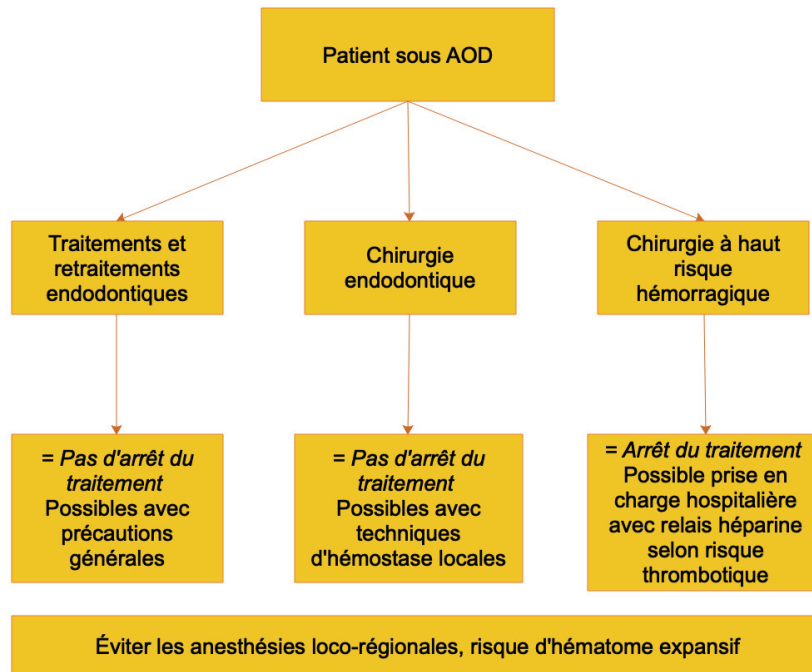 Patient sous AOD
Traitements et
retraitements
endodontiques
Chirurgie
endodontique
Chirurgie à haut
risque
hémorragique
= Pas d'arrêt du
traitement
Possibles avec
précautions
générales
= Pas d'arrêt du
traitement
Possibles avec
techniques
d'hémostase locales
= Arrêt du traitement
Possible prise en
charge hospitalière
avec relais héparine
selon risque
thrombotique
Éviter les anesthésies loco-régionales, risque d'hématome expansif